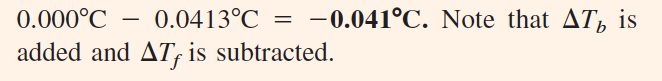 0.000°C − 0.0413°C = −0.041°C. Note that ΔT_b is
added and ΔT_f is subtracted.